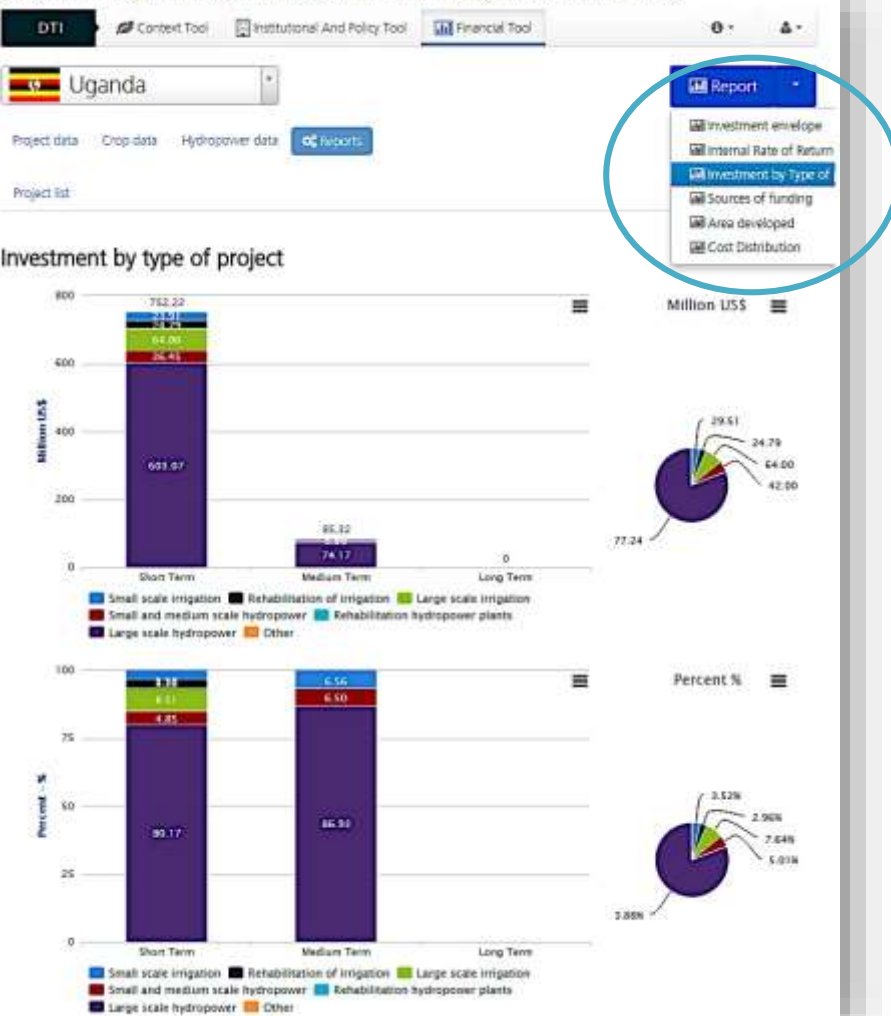 DTI Context Tool Institutional And Policy Tool Financial Tool
Uganda
Report
Investment envelope
Internal Rate of Return
Investment by Type of
Sources of funding
Area developed
Cost Distribution
Project data Crop data Hydropower data Reports
Project list
Investment by type of project
Million US$
800
600
400
200
0
752.22
23.91
24.79
64.00
36.45
603.07
85.32
74.17
0
Short Term Medium Term Long Term
Small scale irrigation Rehabilitation of irrigation Large scale irrigation
Small and medium scale hydropower Rehabilitation hydropower plants
Large scale hydropower Other
Million US$
29.51
24.79
64.00
42.00
77.24
Percent - %
100
75
50
25
0
4.85
80.17
6.56
6.50
86.93
Short Term Medium Term Long Term
Small scale irrigation Rehabilitation of irrigation Large scale irrigation
Small and medium scale hydropower Rehabilitation hydropower plants
Large scale hydropower Other
Percent %
3.52%
2.96%
7.64%
5.01%
3.88%